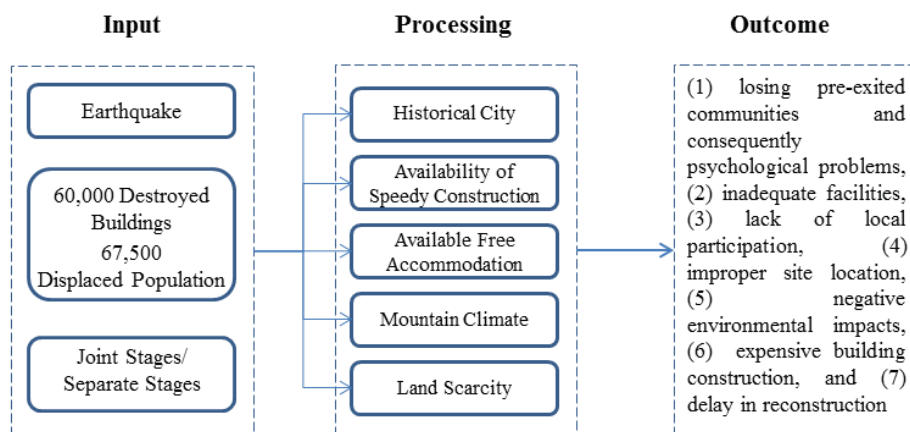 Input
Processing
Outcome
Earthquake
60,000 Destroyed
Buildings
67,500
Displaced Population
Joint Stages/
Separate Stages
Historical City
Availability of
Speedy Construction
Available Free
Accommodation
Mountain Climate
Land Scarcity
(1) losing pre-exited
communities and
consequently
psychological problems,
(2) inadequate facilities,
(3) lack of local
participation, (4)
improper site location,
(5) negative
environmental impacts,
(6) expensive building
construction, and (7)
delay in reconstruction